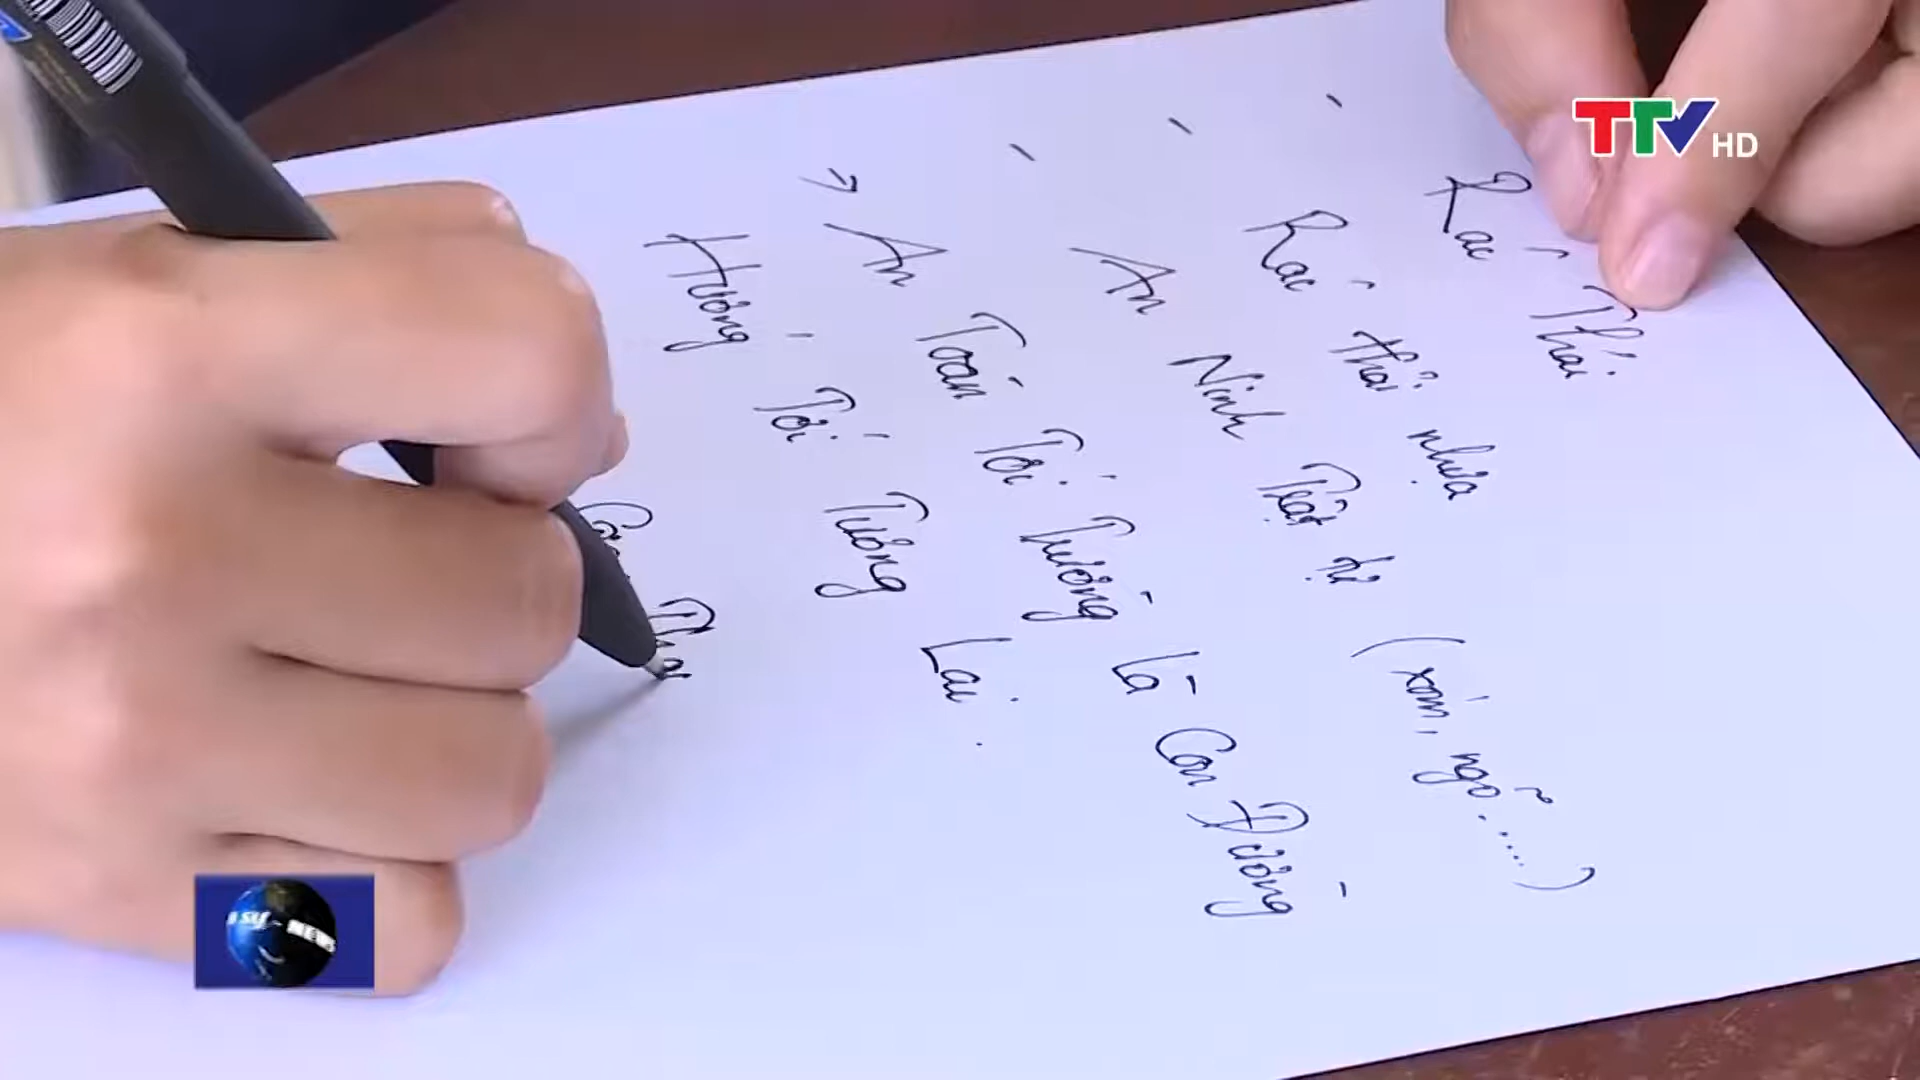 - Rác Thải
- Rác thải nhựa
- An Ninh Trật tự (xóm, ngõ.....)
=> An Toàn Tới Trường Là Con Đường
Hướng Tới Tương Lai.
TTV HD
NEWS